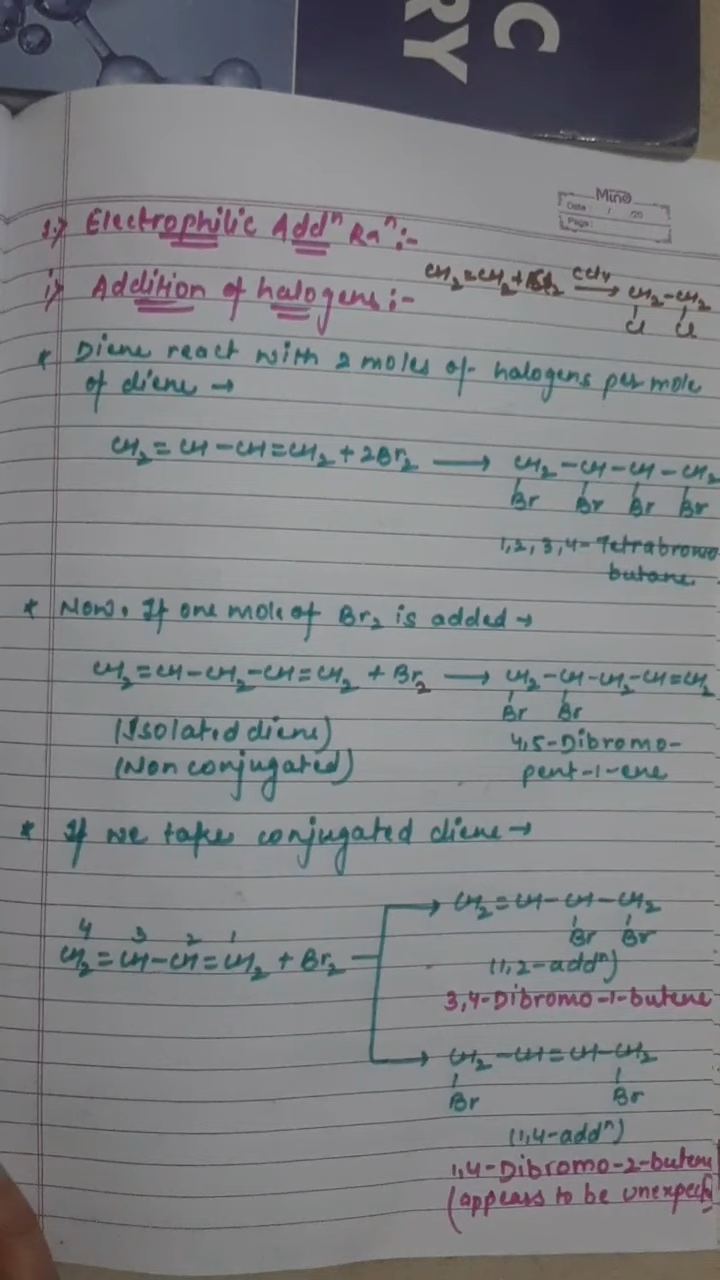 C
RY
Mino
Date : / /20
Page:
1.) Electrophilic Addⁿ Rxⁿ:-
i) Addition of halogens:-
CH₂=CH₂ + ₂ CCl₄ → CH₂-CH₂
Cl Cl
* Diene react with 2 moles of halogens per mole
of diene →
CH₂=CH-CH=CH₂ + 2Br₂ → CH₂-CH-CH-CH₂
Br Br Br Br
1,2,3,4-Tetrabromo
butane.
* Now. If one mole of Br₂ is added →
CH₂=CH-CH₂-CH=CH₂ + Br₂ → CH₂-CH-CH₂-CH=CH₂
Br Br
(Isolated diene) 4,5-Dibromo-
(Non conjugated) pent-1-ene
* If we take conjugated diene →
CH₂=CH-CH-CH₂
Br Br
4 3 2 1
CH₂=CH-CH=CH₂ + Br₂
(1,2-addⁿ)
3,4-Dibromo-1-butene
CH₂-CH=CH-CH₂
Br Br
(1,4-addⁿ)
1,4-Dibromo-2-butene
(appears to be unexpect